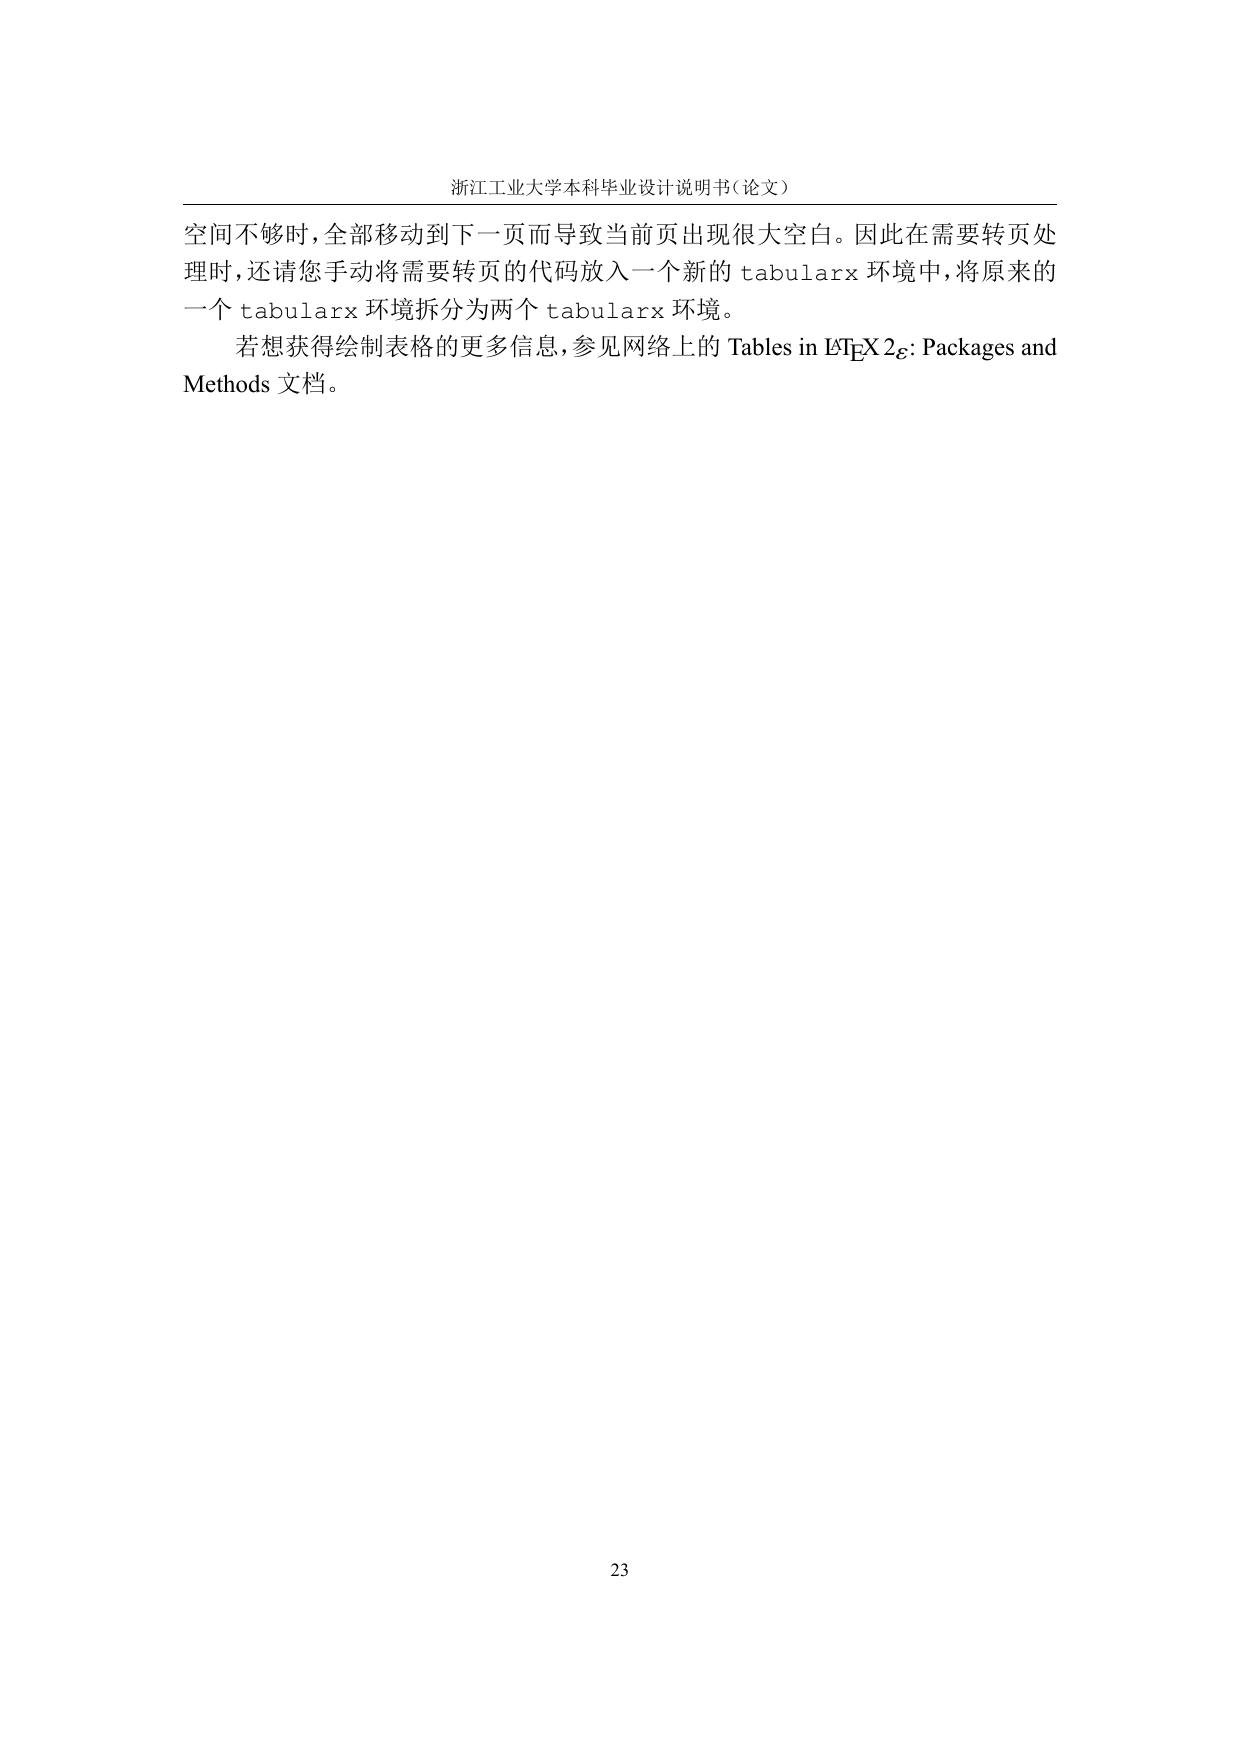 浙江工业大学本科毕业设计说明书（论文）
空间不够时，全部移动到下一页而导致当前页出现很大空白。因此在需要转页处
理时，还请您手动将需要转页的代码放入一个新的 tabularx 环境中，将原来的
一个 tabularx 环境拆分为两个 tabularx 环境。
若想获得绘制表格的更多信息，参见网络上的 Tables in LATEX 2ε: Packages and
Methods 文档。
23